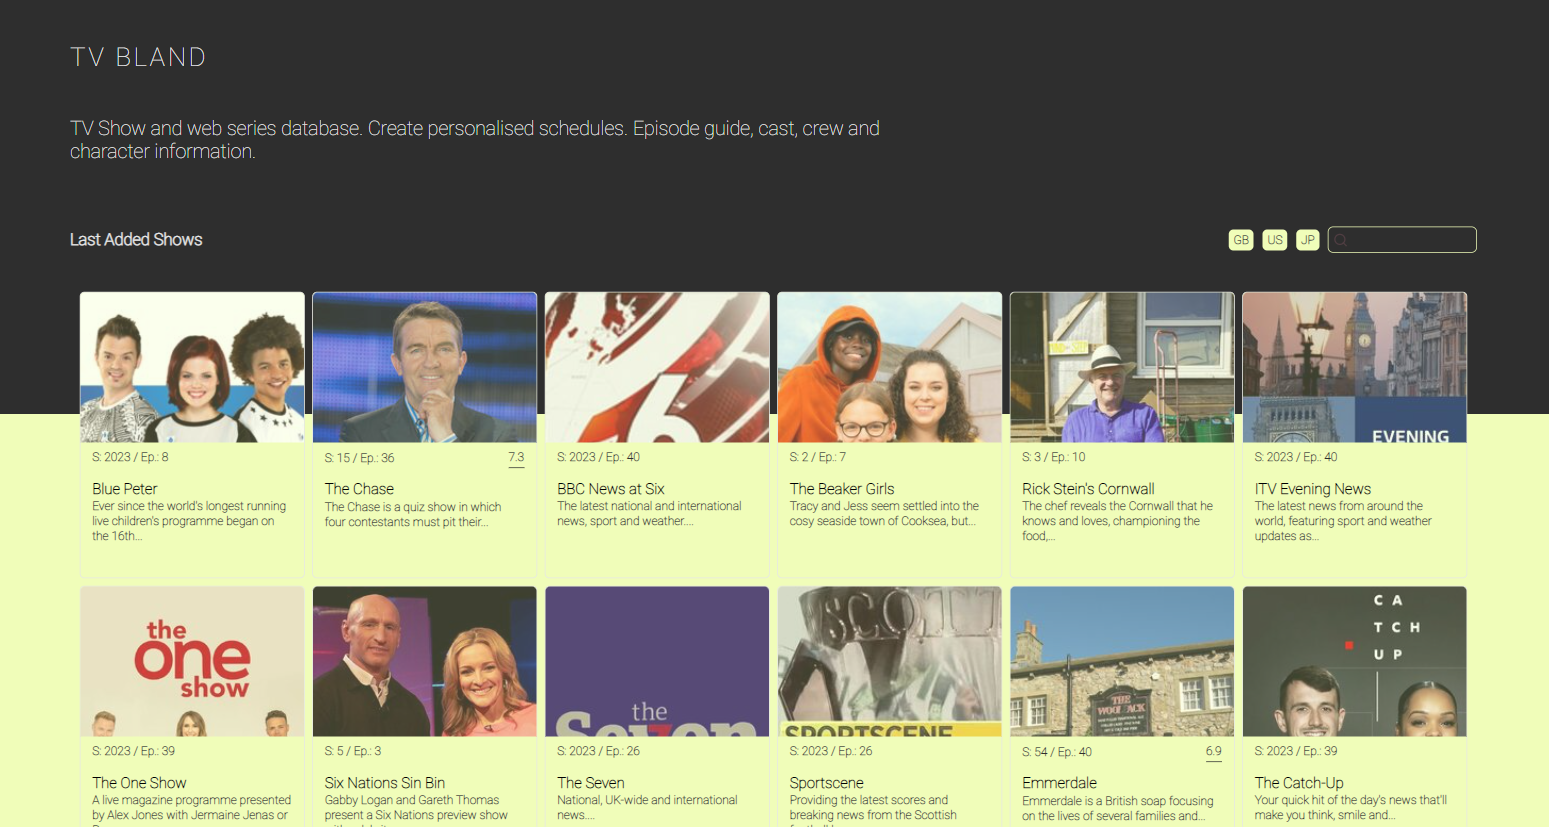 TV BLAND
TV Show and web series database. Create personalised schedules. Episode guide, cast, crew and
character information.
Last Added Shows
GB
US
JP
EVENING
S: 2023 / Ep.: 8
Blue Peter
Ever since the world's longest running
live children's programme began on
the 16th...
S: 15 / Ep.: 36
7.3
The Chase
The Chase is a quiz show in which
four contestants must pit their...
S: 2023 / Ep.: 40
BBC News at Six
The latest national and international
news, sport and weather....
S: 2 / Ep.: 7
The Beaker Girls
Tracy and Jess seem settled into the
cosy seaside town of Cooksea, but...
S: 3 / Ep.: 10
Rick Stein's Cornwall
The chef reveals the Cornwall that he
knows and loves, championing the
food,...
S: 2023 / Ep.: 40
ITV Evening News
The latest news from around the
world, featuring sport and weather
updates as...
the
one
show
the
Seven
SCOTT
SPORTSCENE
THE
CA
TCH
UP
S: 2023 / Ep.: 39
The One Show
A live magazine programme presented
by Alex Jones with Jermaine Jenas or
S: 5 / Ep.: 3
Six Nations Sin Bin
Gabby Logan and Gareth Thomas
present a Six Nations preview show
S: 2023 / Ep.: 26
The Seven
National, UK-wide and international
news....
S: 2023 / Ep.: 26
Sportscene
Providing the latest scores and
breaking news from the Scottish
S: 54 / Ep.: 40
6.9
Emmerdale
Emmerdale is a British soap focusing
on the lives of several families and...
S: 2023 / Ep.: 39
The Catch-Up
Your quick hit of the day's news that'll
make you think, smile and...